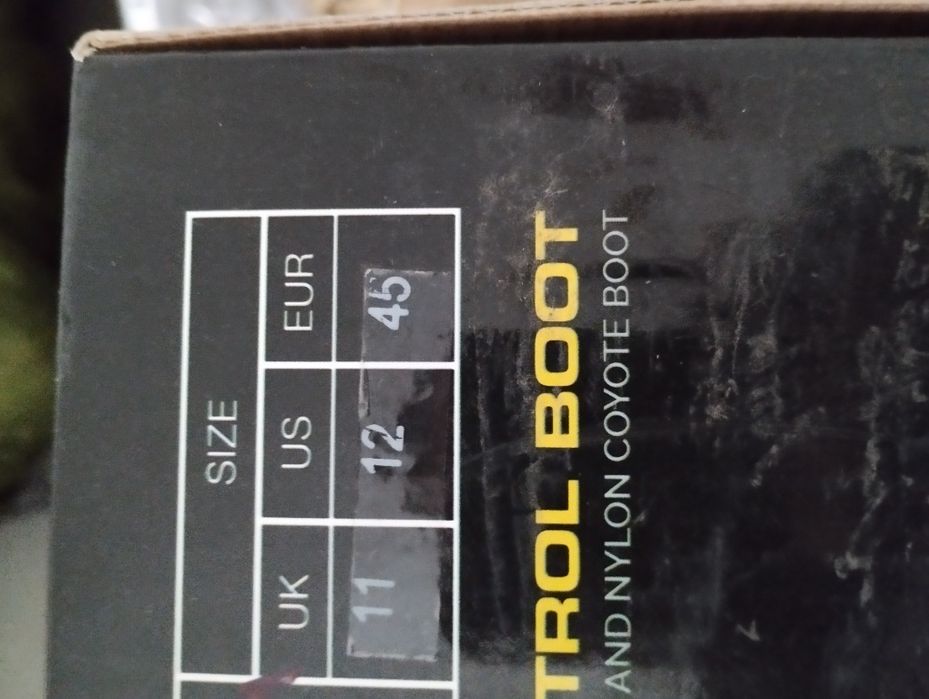 SIZE
UK US EUR
11 12 45
TROL BOOT
AND NYLON COYOTE BOOT